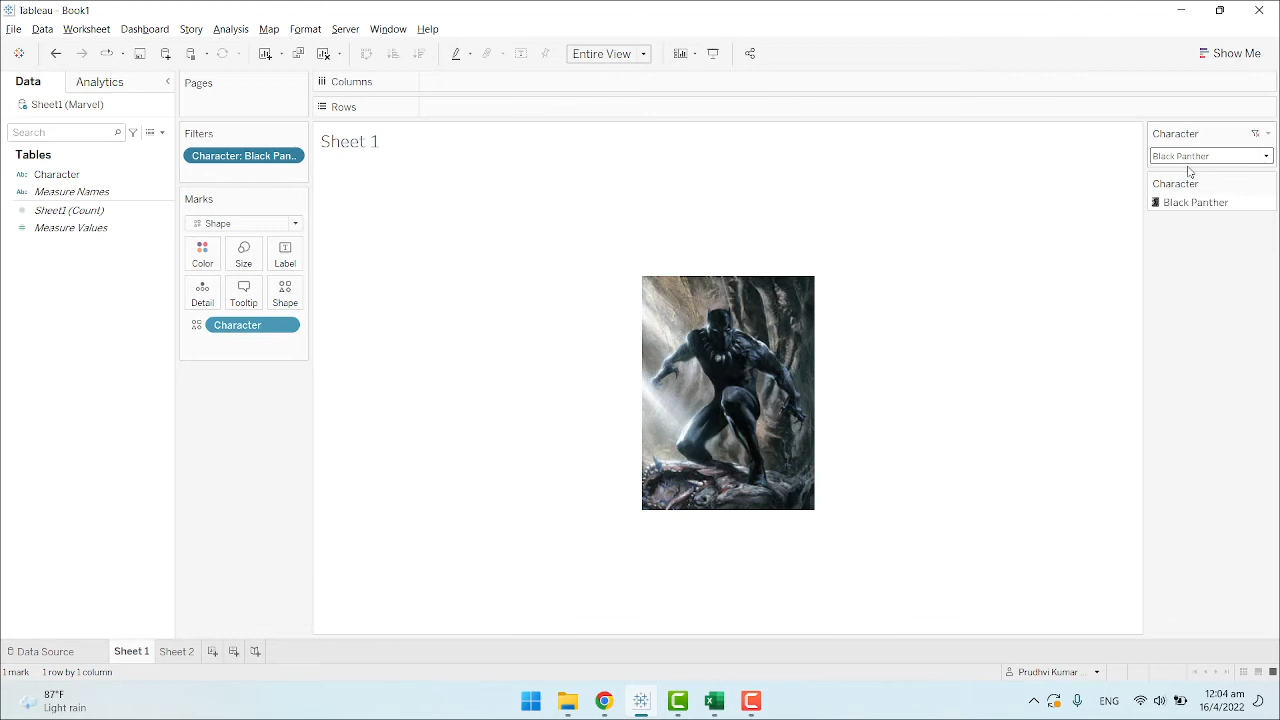 Tableau - Book1
File Data Worksheet Dashboard Story Analysis Map Format Server Window Help
Entire View
Show Me
Data Analytics
Pages
Columns
Rows
Sheet1 (Marvel)
Search
Tables
Abc Character
Abc Measure Names
Sheet1 (Count)
Measure Values
Filters
Character: Black Pan..
Marks
Shape
Color Size Label
Detail Tooltip Shape
Character
Sheet 1
Character
Black Panther
Character
Black Panther
Data Source Sheet 1 Sheet 2
1 mark 1 row by 1 column
Prudhvi Kumar ...
87°F
Light rain
ENG
12:04 am
16/4/2022